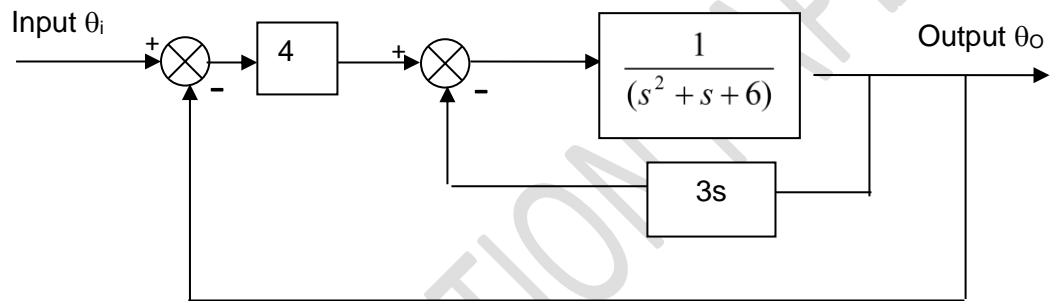 Input θi
Output θO
+
-
4
+
-
1
(s² + s + 6)
3s